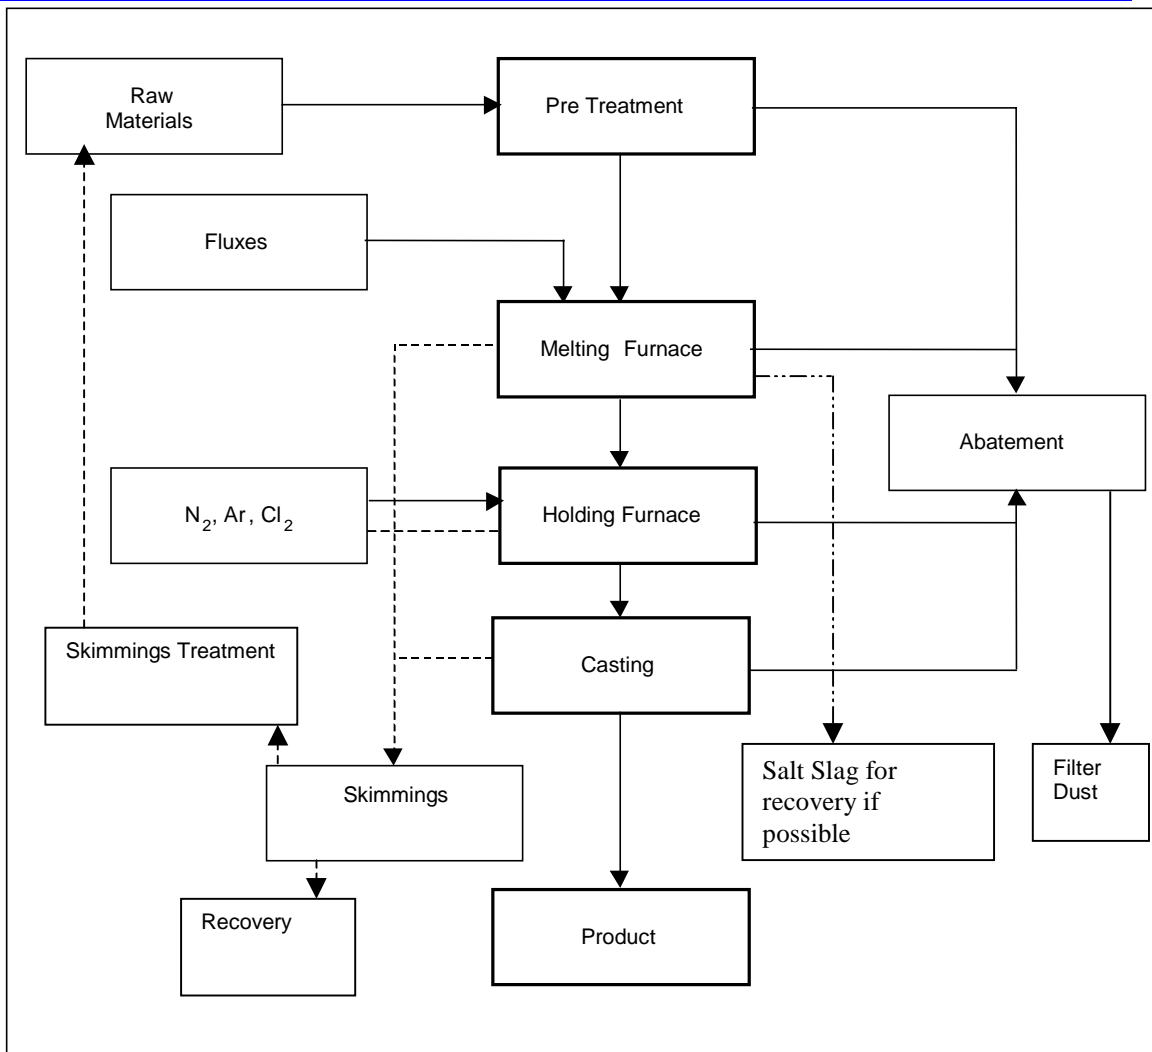 Raw
Materials
Pre Treatment
Fluxes
Melting Furnace
Abatement
N2, Ar, Cl2
Holding Furnace
Skimmings Treatment
Casting
Salt Slag for
recovery if
possible
Filter
Dust
Skimmings
Recovery
Product